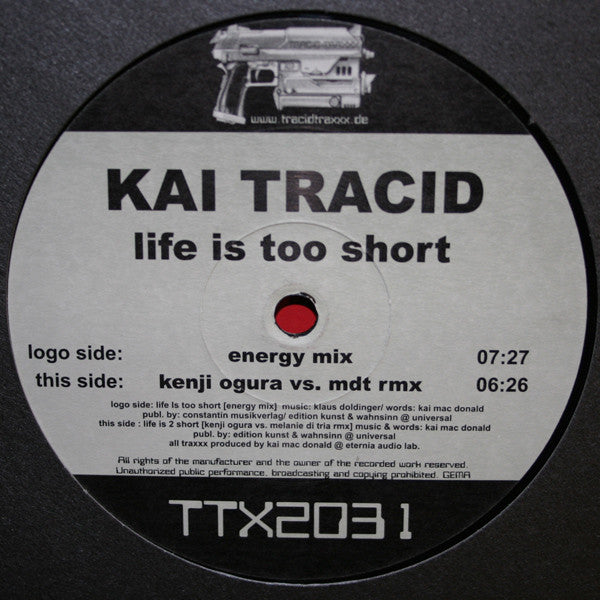 www.tracidtraxxx.de
KAI TRACID
life is too short
logo side: energy mix 07:27
this side: kenji ogura vs. mdt rmx 06:26
logo side: life is too short [energy mix] music: klaus doldinger/ words: kai mac donald
publ. by: constantin musikverlag/ edition kunst & wahnsinn @ universal
this side : life is 2 short [kenji ogura vs. melanie di tria rmx] music & words: kai mac donald
publ. by: edition kunst & wahnsinn @ universal
all traxxx produced by kai mac donald @ eternia audio lab.
All rights of the manufacturer and the owner of the recorded work reserved.
Unauthorized public performance, broadcasting and copying prohibited. GEMA
TTX2031